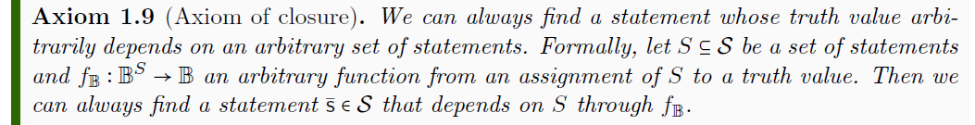 Axiom 1.9 (Axiom of closure). We can always find a statement whose truth value arbi-
trarily depends on an arbitrary set of statements. Formally, let S ⊆ 𝒮 be a set of statements
and f_𝔹 : 𝔹^S → 𝔹 an arbitrary function from an assignment of S to a truth value. Then we
can always find a statement s̄ ∈ 𝒮 that depends on S through f_𝔹.